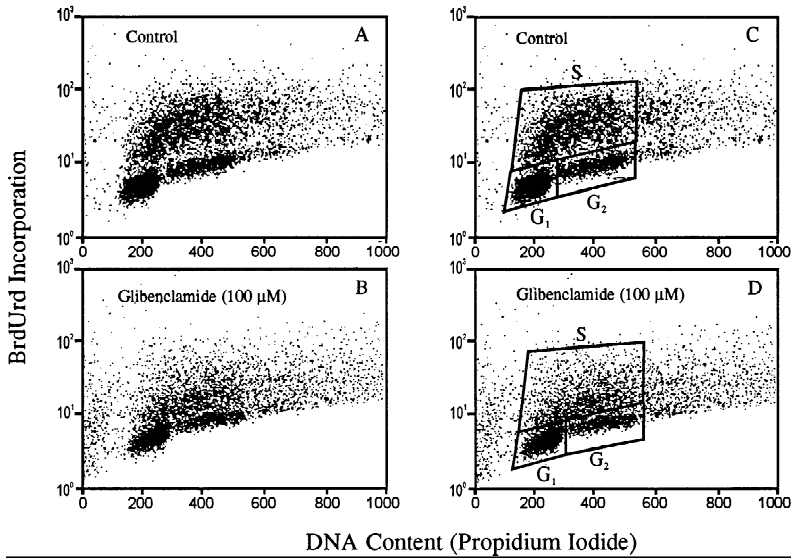 BrdUrd Incorporation
10³
Control
A
10²
10¹
10⁰
0 200 400 600 800 1000
10³
Control
C
S
10²
10¹
G₁
G₂
10⁰
0 200 400 600 800 1000
10³
B
Glibenclamide (100 µM)
10²
10¹
10⁰
0 200 400 600 800 1000
10³
D
Glibenclamide (100 µM)
S
10²
10¹
G₁
G₂
10⁰
0 200 400 600 800 1000
DNA Content (Propidium Iodide)